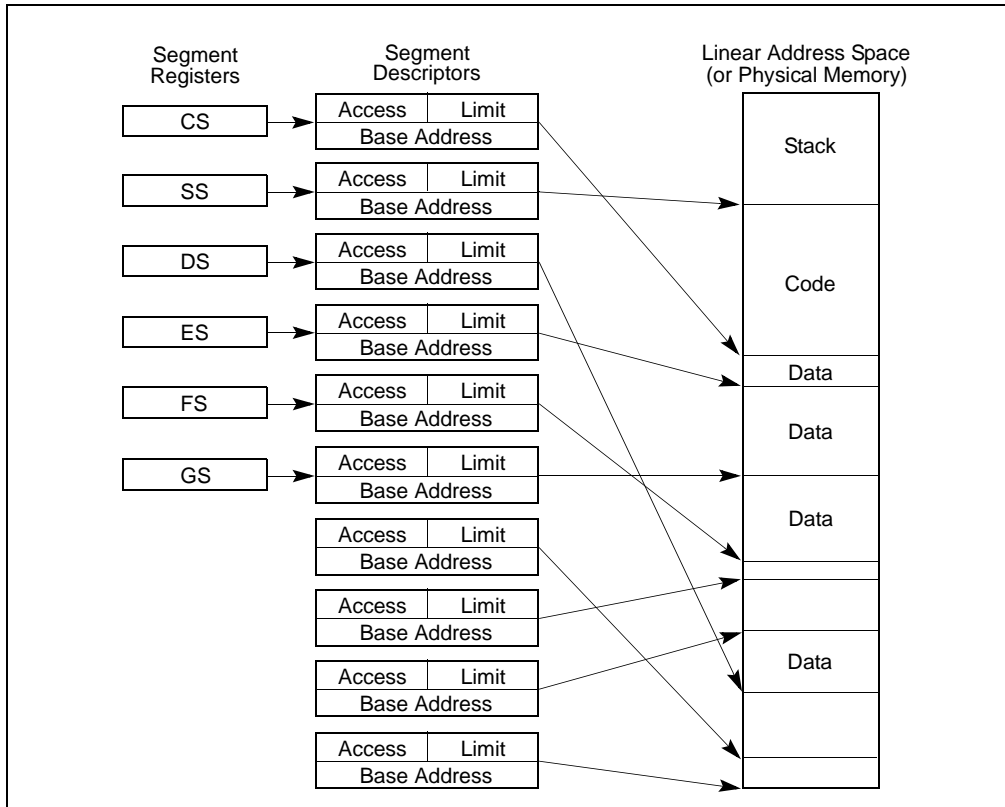 Segment
Registers
Segment
Descriptors
Linear Address Space
(or Physical Memory)
CS
Access Limit
Base Address
Stack
SS
Access Limit
Base Address
DS
Access Limit
Base Address
Code
ES
Access Limit
Base Address
Data
FS
Access Limit
Base Address
Data
GS
Access Limit
Base Address
Access Limit
Base Address
Data
Access Limit
Base Address
Access Limit
Base Address
Data
Access Limit
Base Address